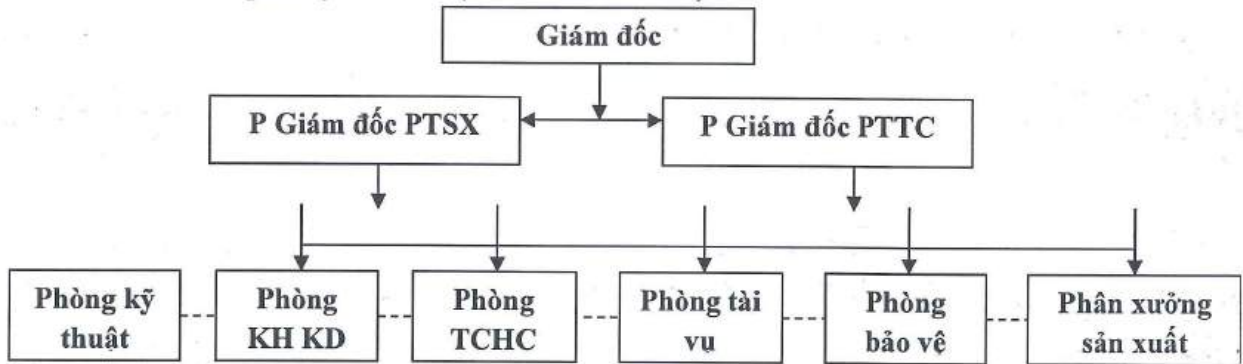 Giám đốc
P Giám đốc PTSX
P Giám đốc PTTC
Phòng kỹ
thuật
Phòng
KH KD
Phòng
TCHC
Phòng tài
vụ
Phòng
bảo vệ
Phân xưởng
sản xuất